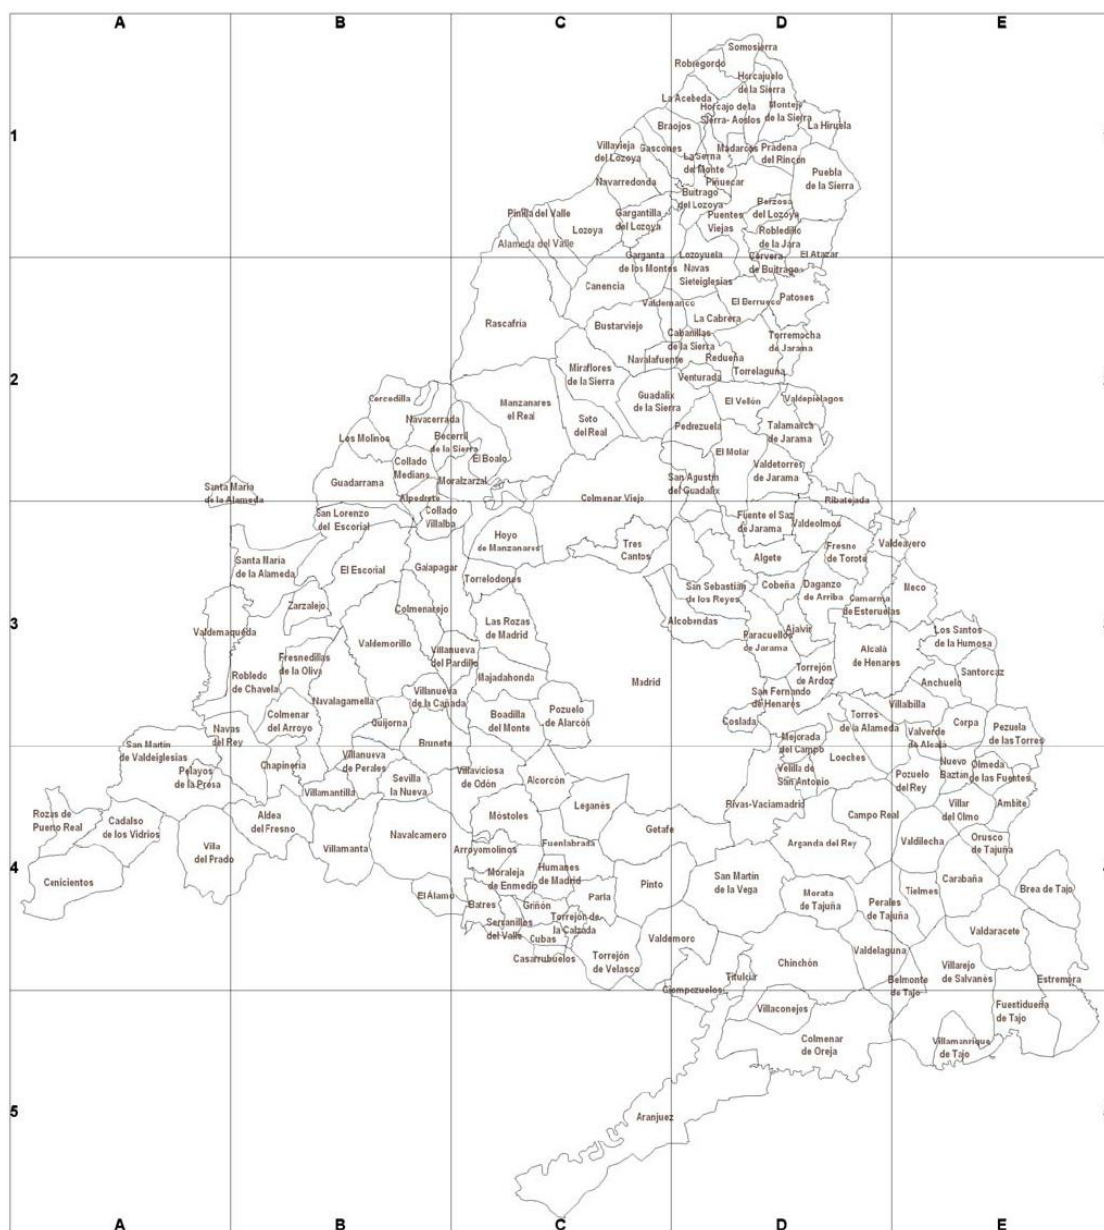 A B C D E
Somosierra
Robregordo
Horcajuelo
de la Sierra
La Acebeda
Horcajo de la
Sierra- Aoslos
Montejo
de la Sierra
La Hiruela
Braojos
Villavieja
del Lozoya
Gascones
La Serna
de Monte
Madarcos
Pradena
del Rincón
Puebla
de la Sierra
Navarredonda
Piñuecar
Buitrago
del Lozoya
Berzosa
del Lozoya
Pinilla del Valle
Gargantilla
del Lozoya
Puentes
Viejas
Lozoya
Robledillo
de la Jara
Alameda del Valle
1
Garganta
de los Montes
Lozoyuela
Navas
Sieteiglesias
Cervera
de Buitrago
El Atazar
Canencia
Valdemanco
El Berrueco
Patoses
Rascafría
Bustarviejo
La Cabrera
Cabanillas
de la Sierra
Torremocha
de Jarama
Navalafuente
Redueña
Miraflores
de la Sierra
Venturada
Torrelaguna
2
Cercedilla
Manzanares
el Real
Guadalix
de la Sierra
El Vellón
Valdepiélagos
Navacerrada
Soto
del Real
Pedrezuela
Talamanca
de Jarama
Los Molinos
Becerril
de la Sierra
El Boalo
El Molar
Collado
Mediano
Valdetorres
de Jarama
Guadarrama
Moralzarzal
San Agustín
del Guadalix
Santa María
de la Alameda
Alpedrete
Colmenar Viejo
Ribatejada
San Lorenzo
del Escorial
Collado
Villalba
Fuente el Saz
de Jarama
Valdeolmos
Hoyo
de Manzanares
Tres
Cantos
Fresno
de Torote
Valdeavero
Santa María
de la Alameda
El Escorial
Galapagar
Algete
Torrelodones
San Sebastián
de los Reyes
Cobeña
Daganzo
de Arriba
Meco
Zarzalejo
Colmenarejo
Camarma
de Esteruelas
Valdemaqueda
Las Rozas
de Madrid
Alcobendas
Paracuellos
de Jarama
Ajalvir
Los Santos
de la Humosa
3
Valdemorillo
Villanueva
del Pardillo
Alcalá
de Henares
Fresnedillas
de la Oliva
Robledo
de Chavela
Majadahonda
Madrid
Torrejón
de Ardoz
Santorcaz
Anchuelo
Navalagamella
Villanueva
de la Cañada
San Fernando
de Henares
Villalbilla
Colmenar
del Arroyo
Quijorna
Boadilla
del Monte
Pozuelo
de Alarcón
Coslada
Torres
de la Alameda
Corpa
Pezuela
de las Torres
Navas
del Rey
Brunete
Mejorada
del Campo
Valverde
de Alcalá
San Martín
de Valdeiglesias
Chapinería
Villanueva
de Perales
Loeches
Nuevo
Baztán
Olmeda
de las Fuentes
Pelayos
de la Presa
Sevilla
la Nueva
Villaviciosa
de Odón
Alcorcón
Velilla de
San Antonio
Pozuelo
del Rey
Villamantilla
Leganés
Rivas-Vaciamadrid
Villar
del Olmo
Ambite
Rozas de
Puerto Real
Cadalso
de los Vidrios
Aldea
del Fresno
Navalcarnero
Móstoles
Getafe
Campo Real
Villa
del Prado
Villamanta
Arroyomolinos
Fuenlabrada
Arganda del Rey
Valdilecha
Orusco
de Tajuña
4
Cenicientos
Moraleja
de Enmedio
Humanes
de Madrid
Pinto
San Martín
de la Vega
Carabaña
Brea de Tajo
El Álamo
Batres
Griñón
Parla
Morata
de Tajuña
Perales
de Tajuña
Tielmes
Serranillos
del Valle
Torrejón de
la Calzada
Cubas
Valdemoro
Valdaracete
Casarrubuelos
Torrejón
de Velasco
Chinchón
Valdelaguna
Villarejo
de Salvanés
Ciempozuelos
Titulcia
Belmonte
de Tajo
Estremera
Villaconejos
Fuestidueña
de Tajo
Colmenar
de Oreja
Villamanrique
de Tajo
5
Aranjuez
A B C D E